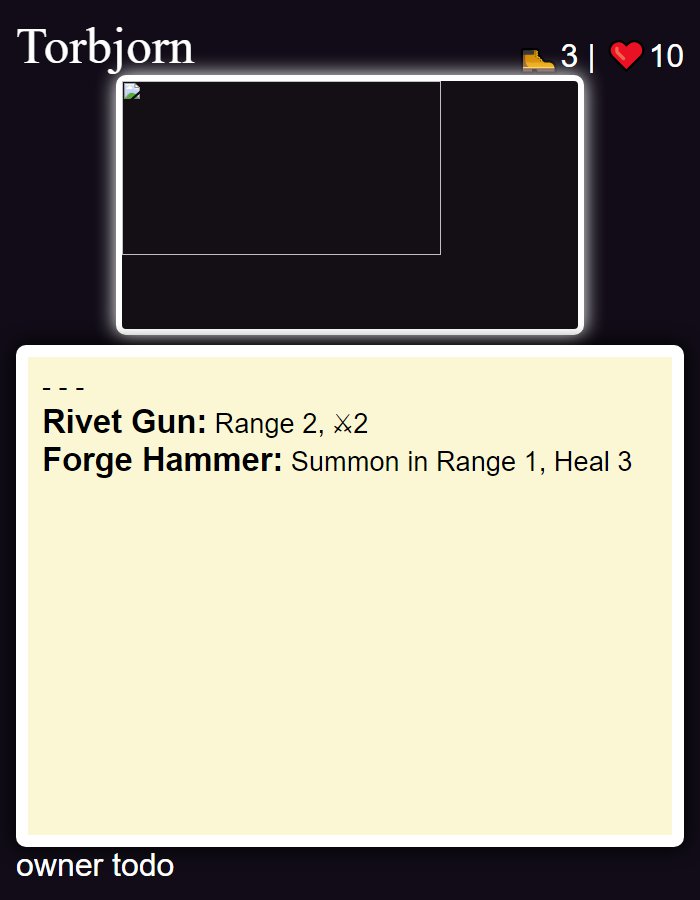 Torbjorn
🥾3 | ❤️10
- - -
Rivet Gun: Range 2, ⚔2
Forge Hammer: Summon in Range 1, Heal 3
owner todo